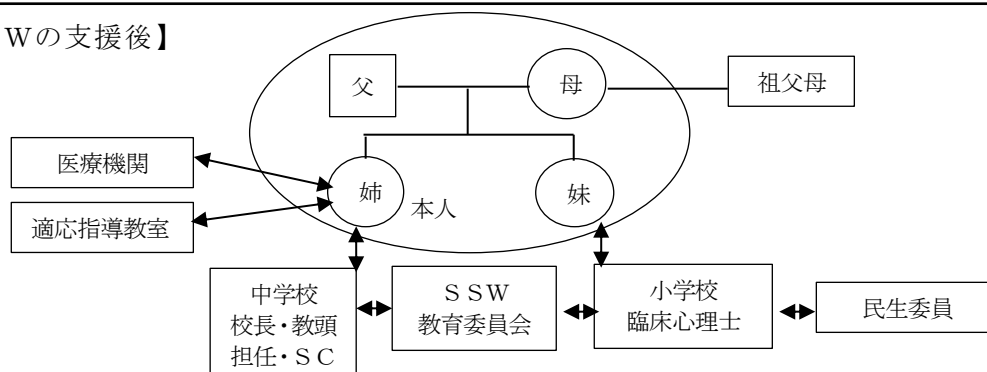 Wの支援後】
父
母
祖父母
医療機関
姉
妹
適応指導教室
本人
中学校
校長・教頭
担任・ＳＣ
ＳＳＷ
教育委員会
小学校
臨床心理士
民生委員